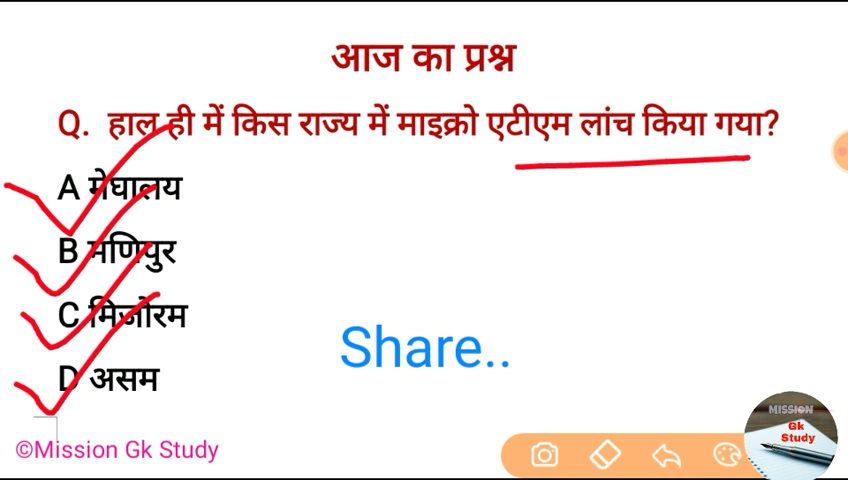 आज का प्रश्न
Q. हाल ही में किस राज्य में माइक्रो एटीएम लांच किया गया?
A मेघालय
B मणिपुर
C मिजोरम
D असम
Share..
©Mission Gk Study
MISSION
Gk
Study